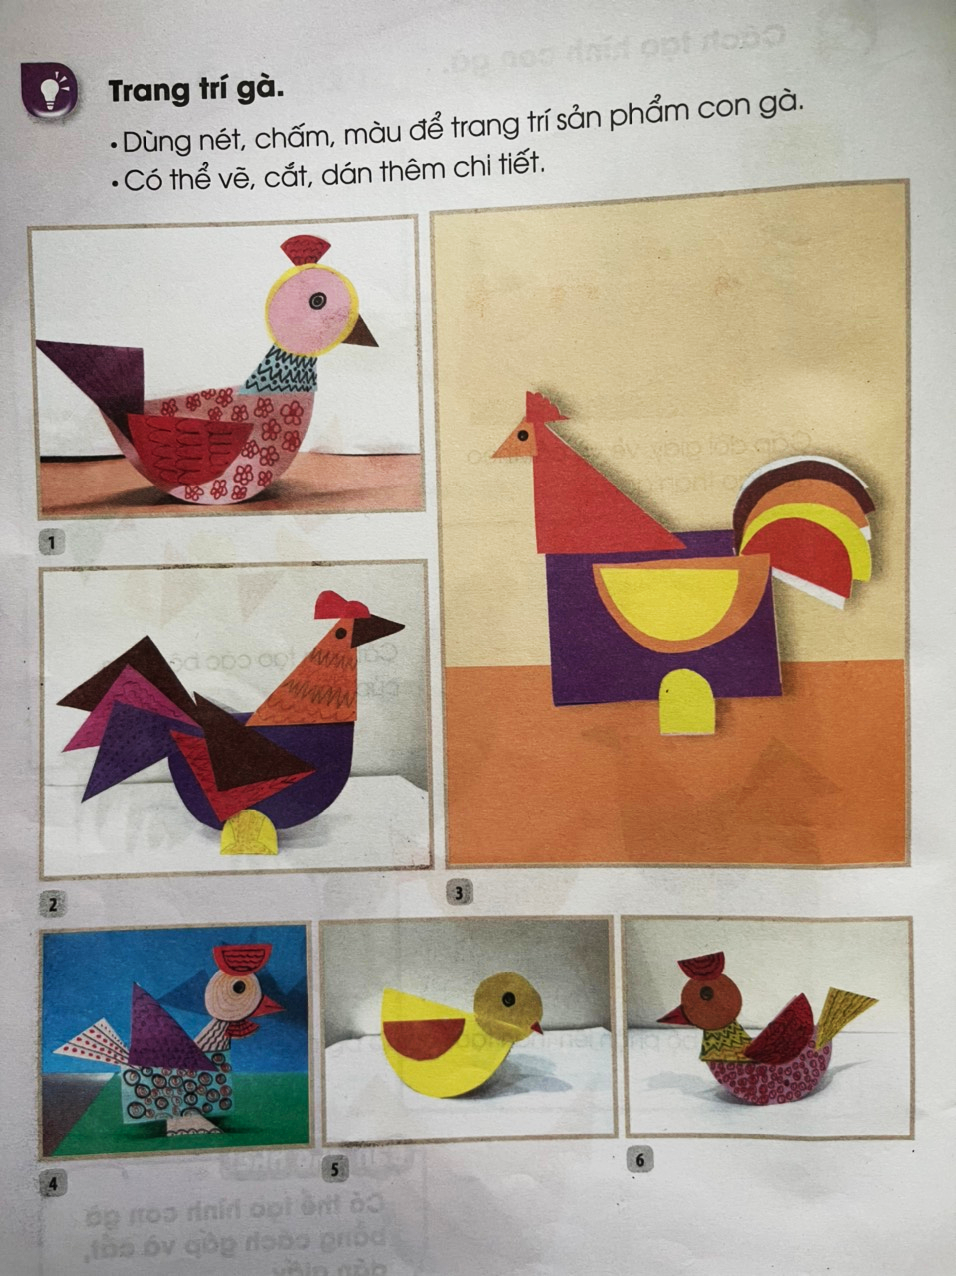 Trang trí gà.
• Dùng nét, chấm, màu để trang trí sản phẩm con gà.
• Có thể vẽ, cắt, dán thêm chi tiết.
1
2
3
4
5
6